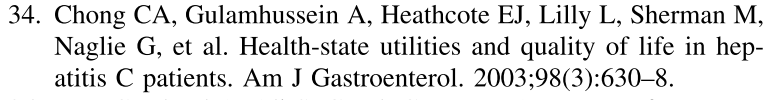 34. Chong CA, Gulamhussein A, Heathcote EJ, Lilly L, Sherman M,
Naglie G, et al. Health-state utilities and quality of life in hep-
atitis C patients. Am J Gastroenterol. 2003;98(3):630–8.